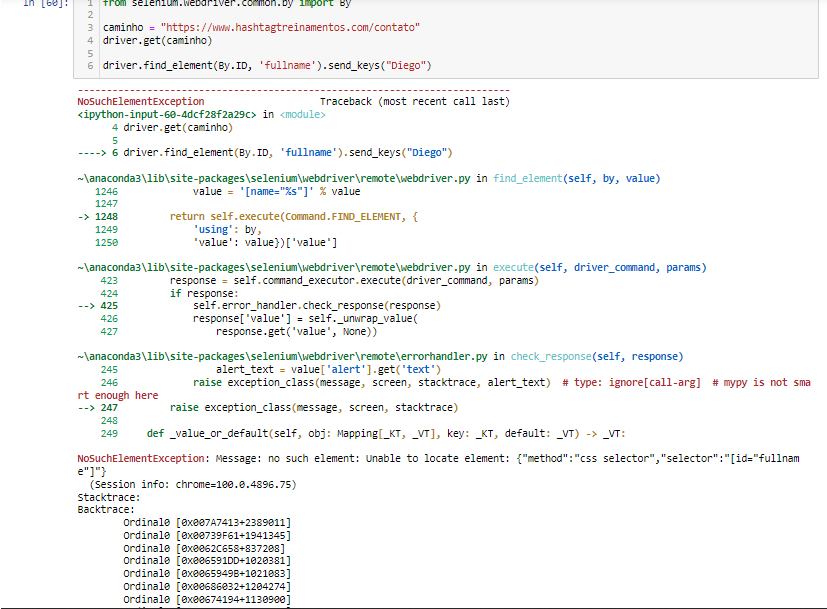 In [60]: 1 from selenium.webdriver.common.by import By
2
3 caminho = "https://www.hashtagtreinamentos.com/contato"
4 driver.get(caminho)
5
6 driver.find_element(By.ID, 'fullname').send_keys("Diego")
---------------------------------------------------------------------------
NoSuchElementException Traceback (most recent call last)
<ipython-input-60-4dcf28f2a29c> in <module>
4 driver.get(caminho)
5
----> 6 driver.find_element(By.ID, 'fullname').send_keys("Diego")
~\anaconda3\lib\site-packages\selenium\webdriver\remote\webdriver.py in find_element(self, by, value)
1246 value = '[name="%s"]' % value
1247
-> 1248 return self.execute(Command.FIND_ELEMENT, {
1249 'using': by,
1250 'value': value})['value']
~\anaconda3\lib\site-packages\selenium\webdriver\remote\webdriver.py in execute(self, driver_command, params)
423 response = self.command_executor.execute(driver_command, params)
424 if response:
--> 425 self.error_handler.check_response(response)
426 response['value'] = self._unwrap_value(
427 response.get('value', None))
~\anaconda3\lib\site-packages\selenium\webdriver\remote\errorhandler.py in check_response(self, response)
245 alert_text = value['alert'].get('text')
246 raise exception_class(message, screen, stacktrace, alert_text) # type: ignore[call-arg] # mypy is not sma
rt enough here
--> 247 raise exception_class(message, screen, stacktrace)
248
249 def _value_or_default(self, obj: Mapping[_KT, _VT], key: _KT, default: _VT) -> _VT:
NoSuchElementException: Message: no such element: Unable to locate element: {"method":"css selector","selector":"[id="fullnam
e"]"}
(Session info: chrome=100.0.4896.75)
Stacktrace:
Backtrace:
Ordinal0 [0x007A7413+2389011]
Ordinal0 [0x00739F61+1941345]
Ordinal0 [0x0062C658+837208]
Ordinal0 [0x006591DD+1020381]
Ordinal0 [0x0065949B+1021083]
Ordinal0 [0x00686032+1204274]
Ordinal0 [0x00674194+1130900]